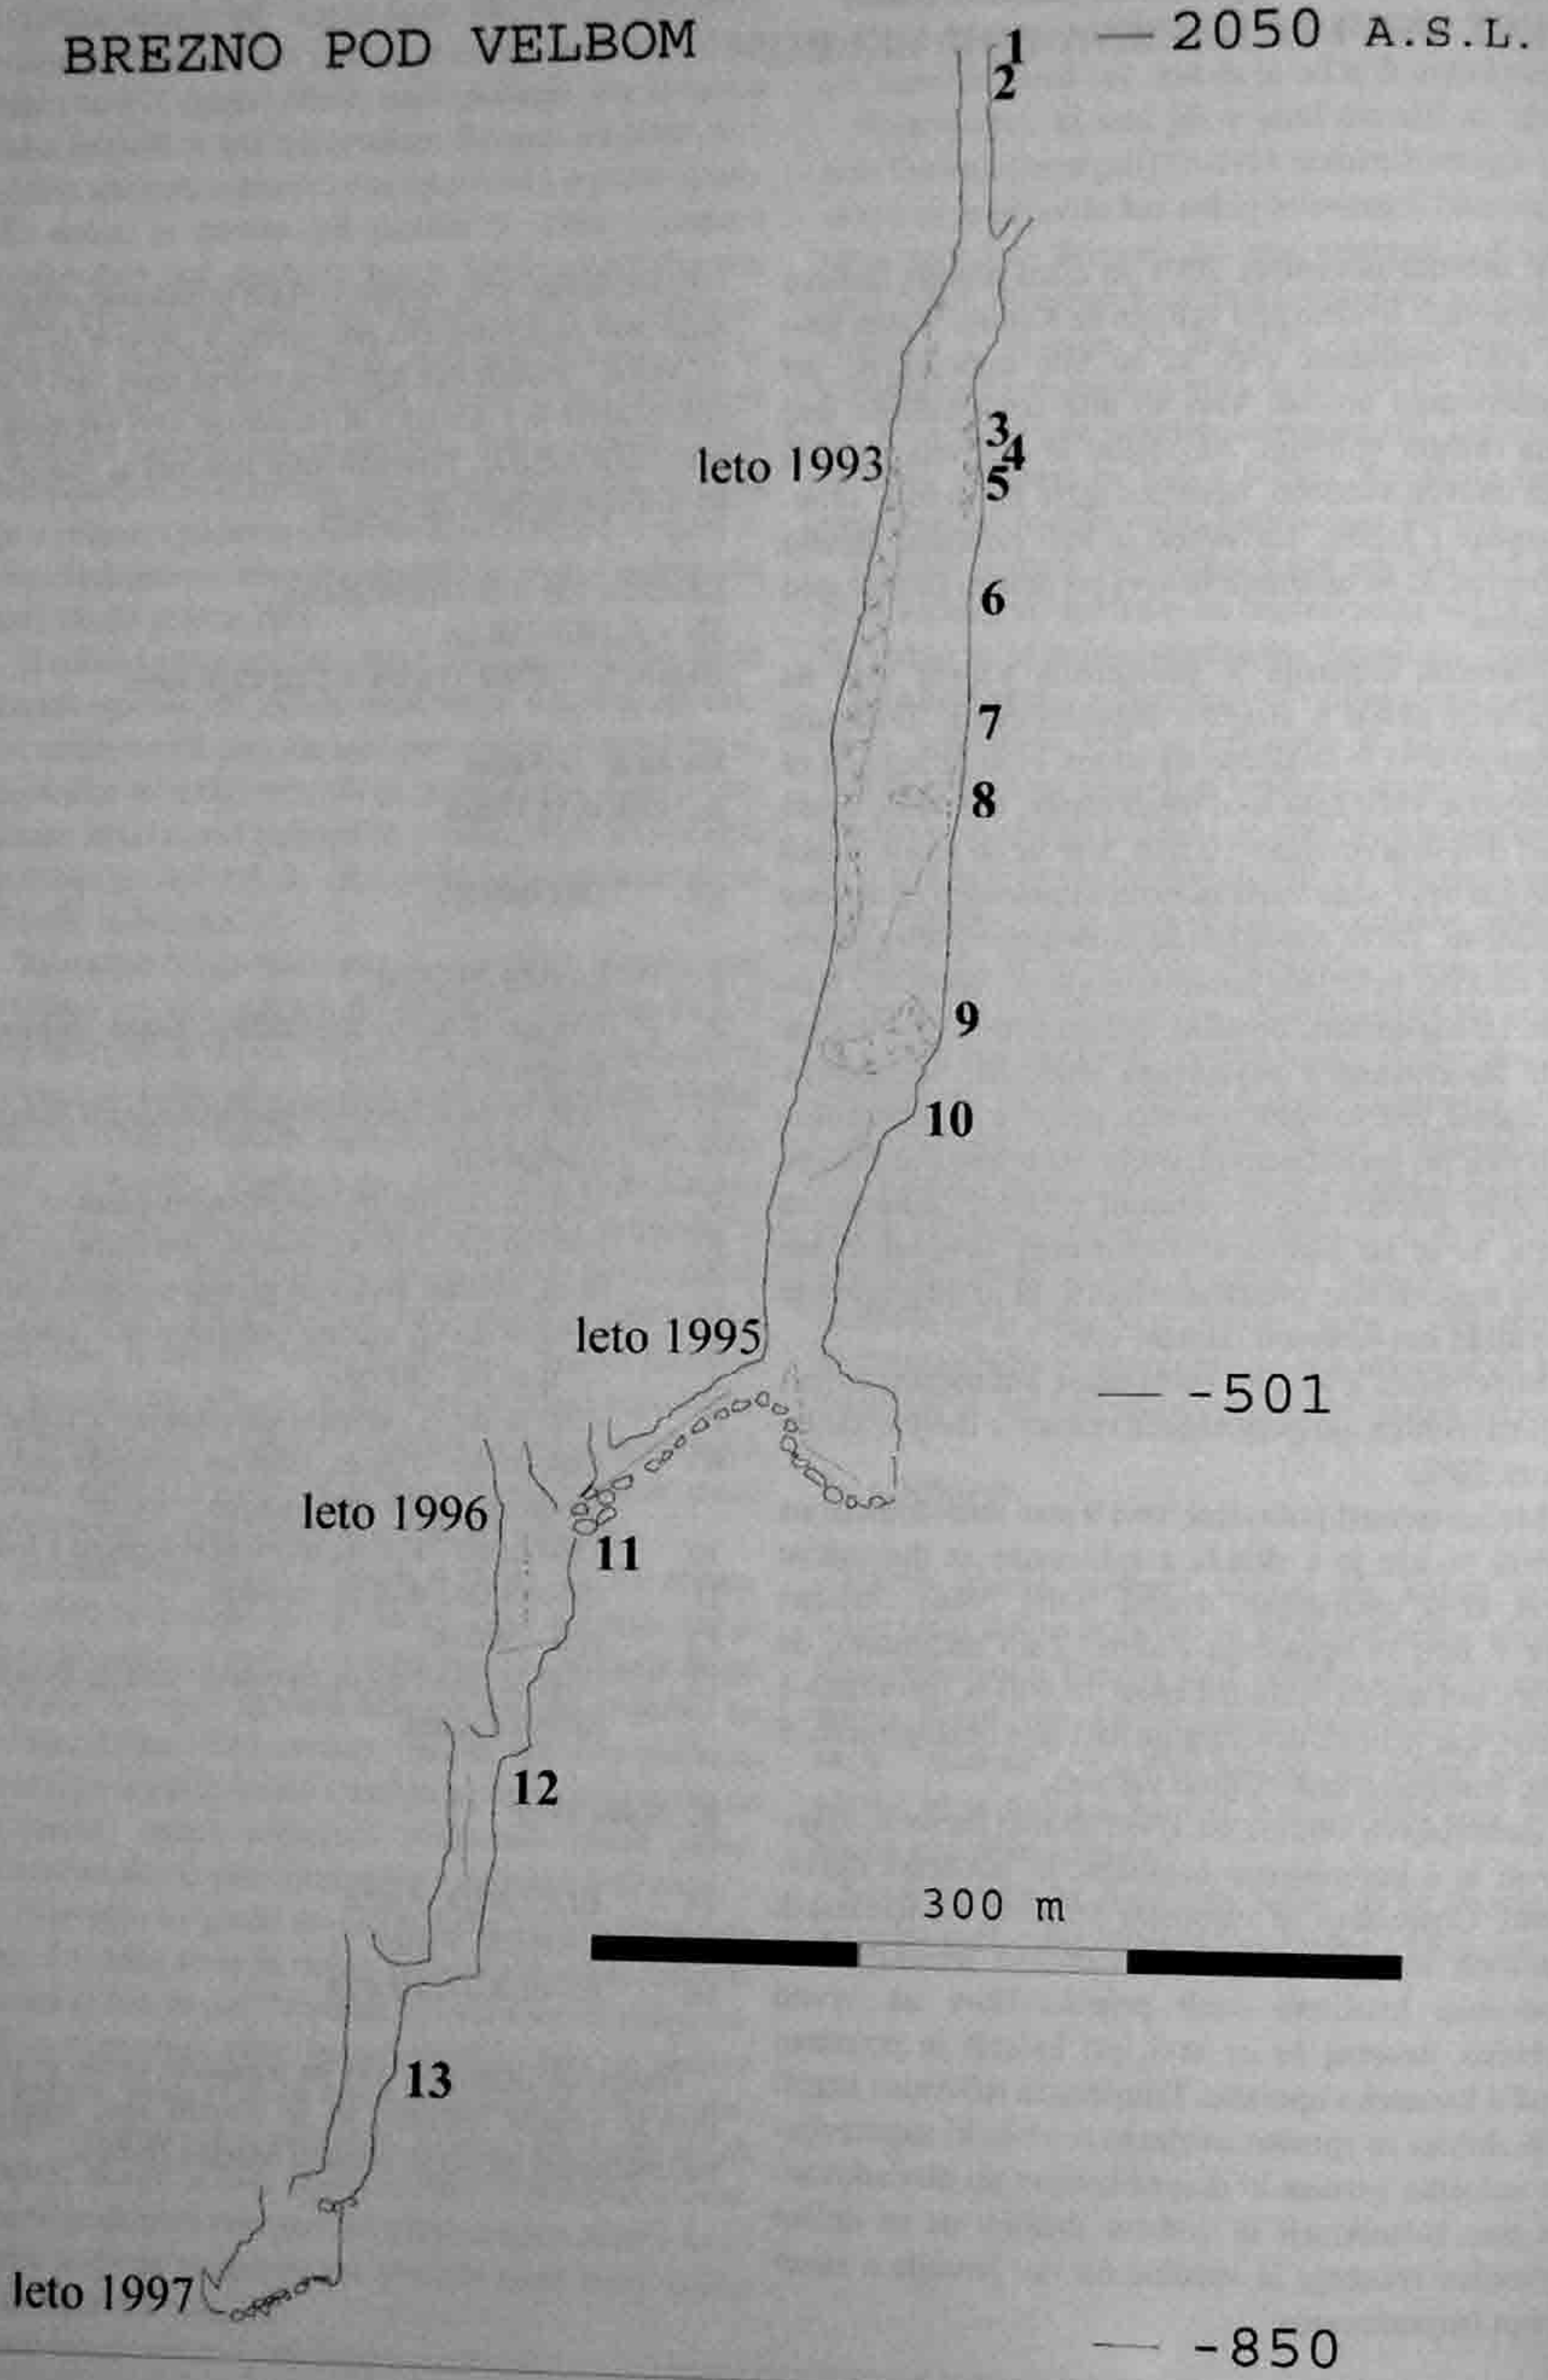 BREZNO POD VELBOM
2050 A.S.L.
1
2
3
4
leto 1993
5
6
7
8
9
10
leto 1995
-501
leto 1996
11
12
300 m
13
leto 1997
-850